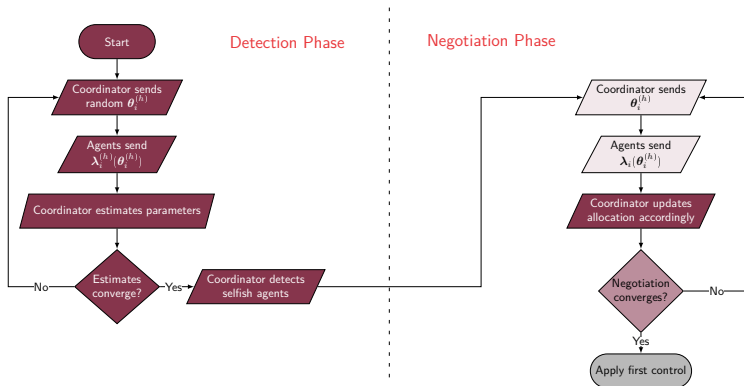 Detection Phase
Negotiation Phase
Start
Coordinator sends
random θᵢ⁽ʰ⁾
Agents send
λᵢ⁽ʰ⁾(θᵢ⁽ʰ⁾)
Coordinator estimates parameters
Estimates
converge?
No
Yes
Coordinator detects
selfish agents
Coordinator sends
θᵢ⁽ʰ⁾
Agents send
λᵢ(θᵢ⁽ʰ⁾)
Coordinator updates
allocation accordingly
Negotiation
converges?
No
Yes
Apply first control